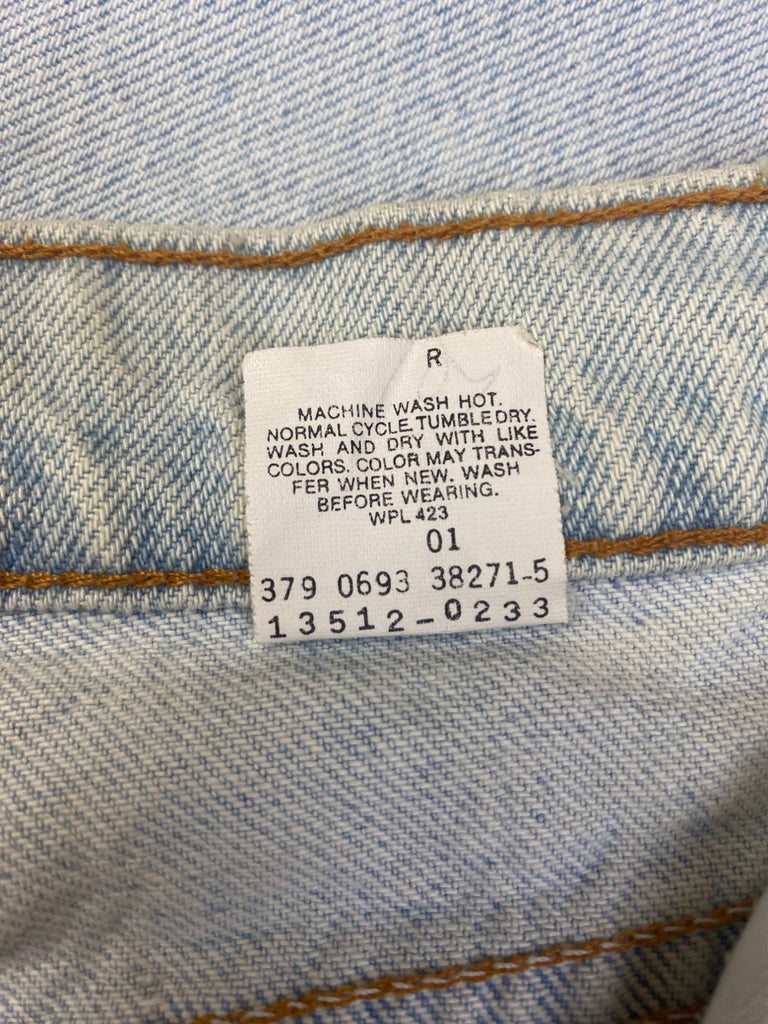 R
MACHINE WASH HOT.
NORMAL CYCLE. TUMBLE DRY.
WASH AND DRY WITH LIKE
COLORS. COLOR MAY TRANS-
FER WHEN NEW. WASH
BEFORE WEARING.
WPL 423
01
379 0693 38271-5
13512-0233